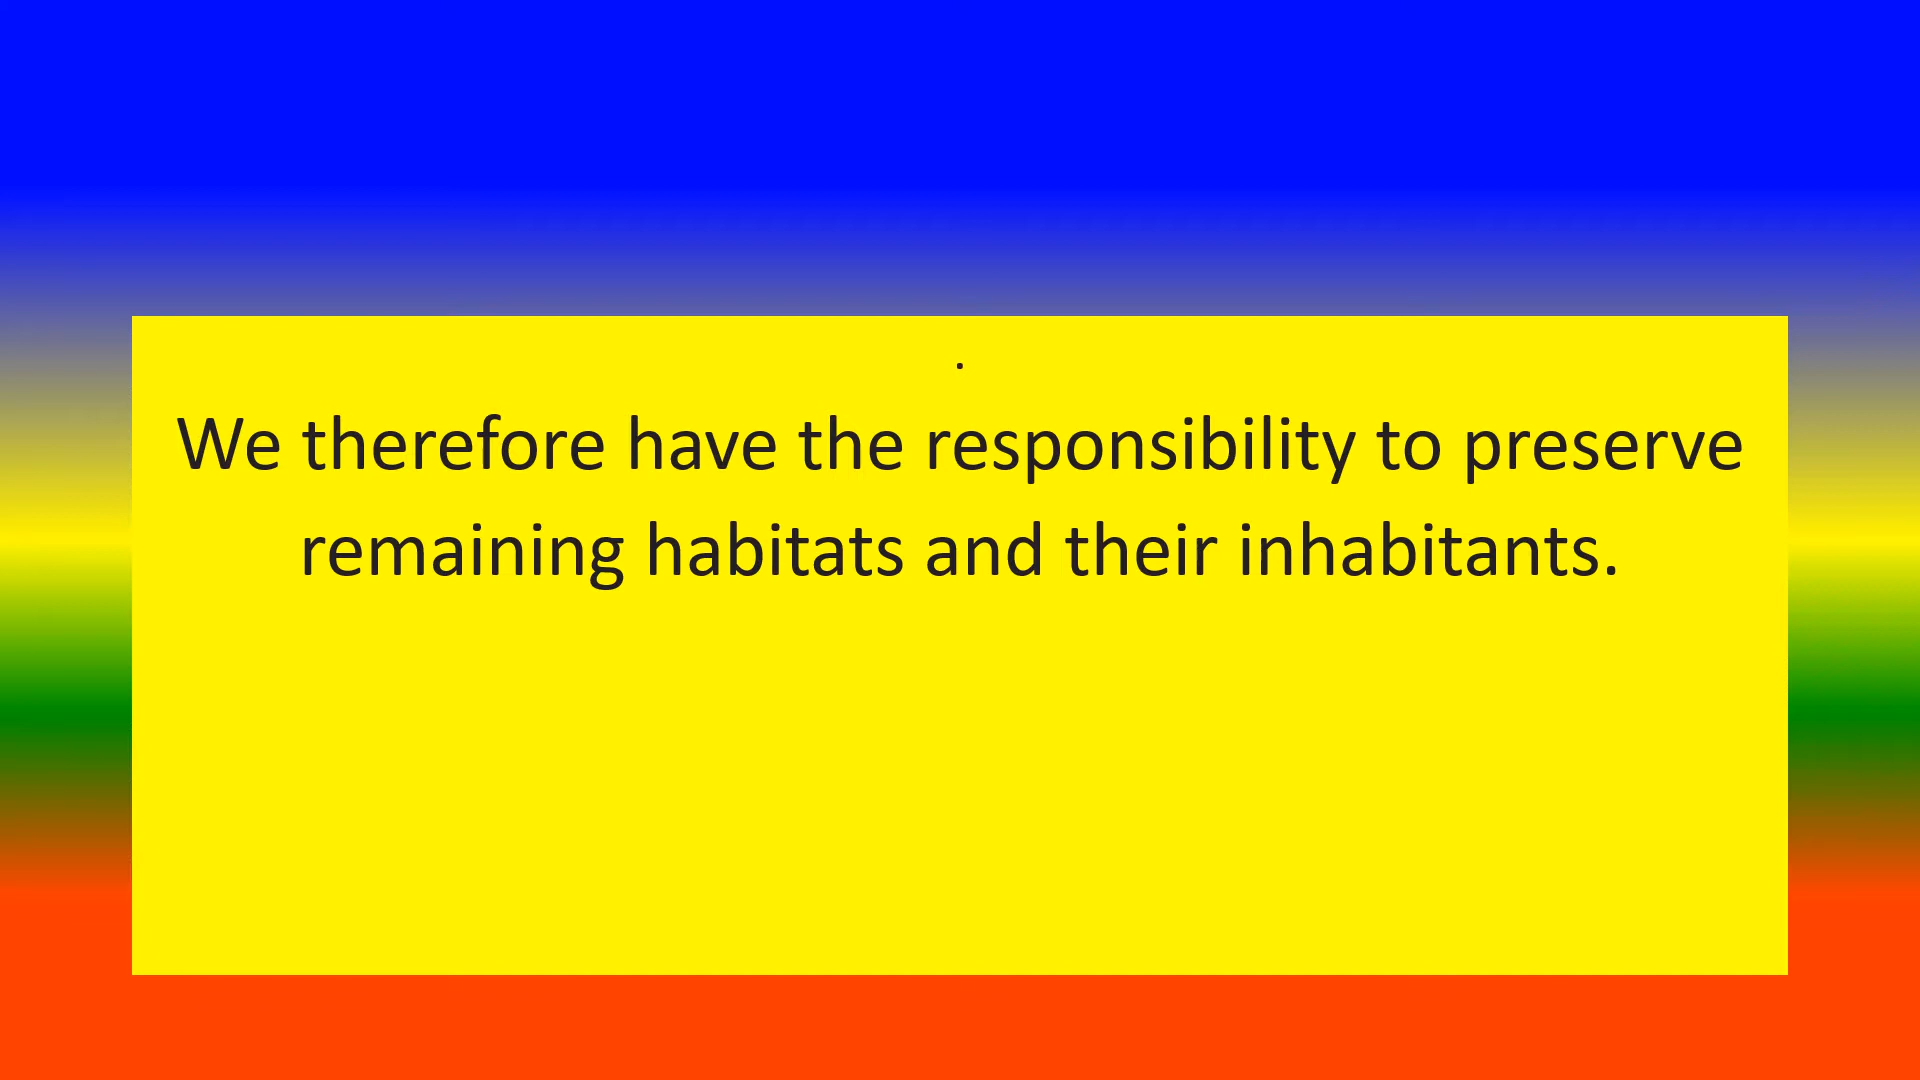 .
We therefore have the responsibility to preserve
remaining habitats and their inhabitants.